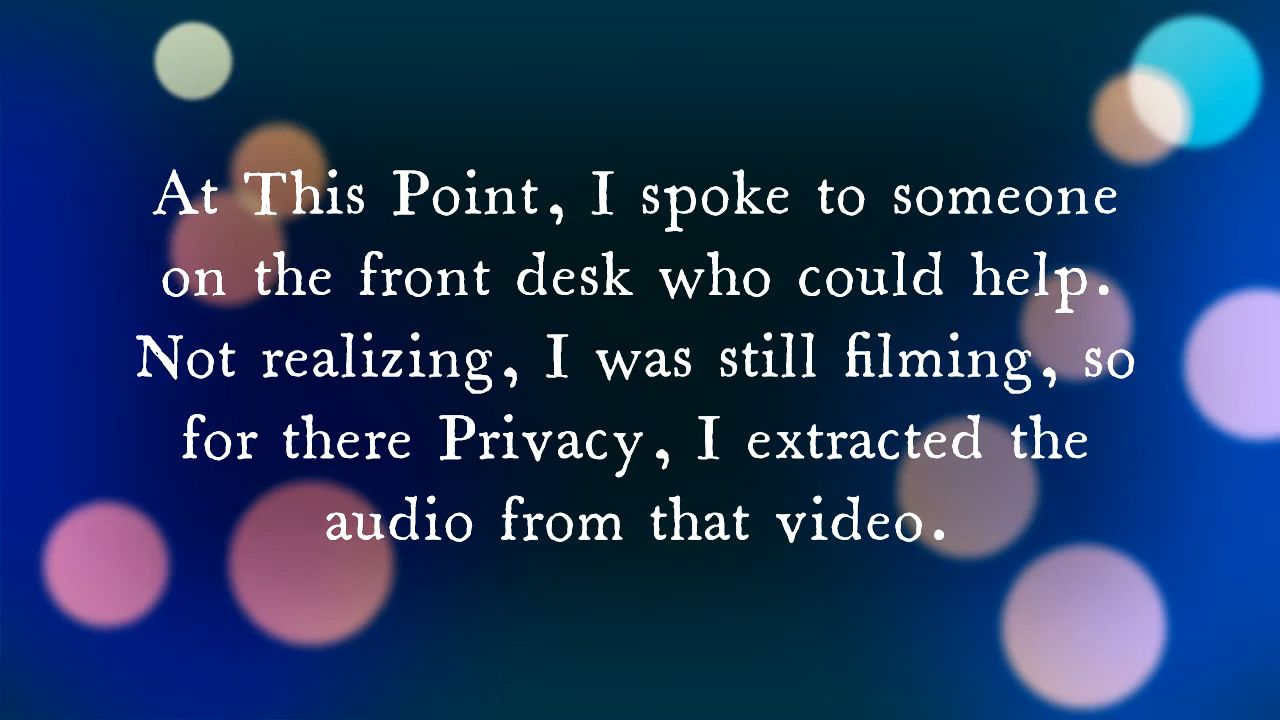 At This Point, I spoke to someone
on the front desk who could help.
Not realizing, I was still filming, so
for there Privacy, I extracted the
audio from that video.